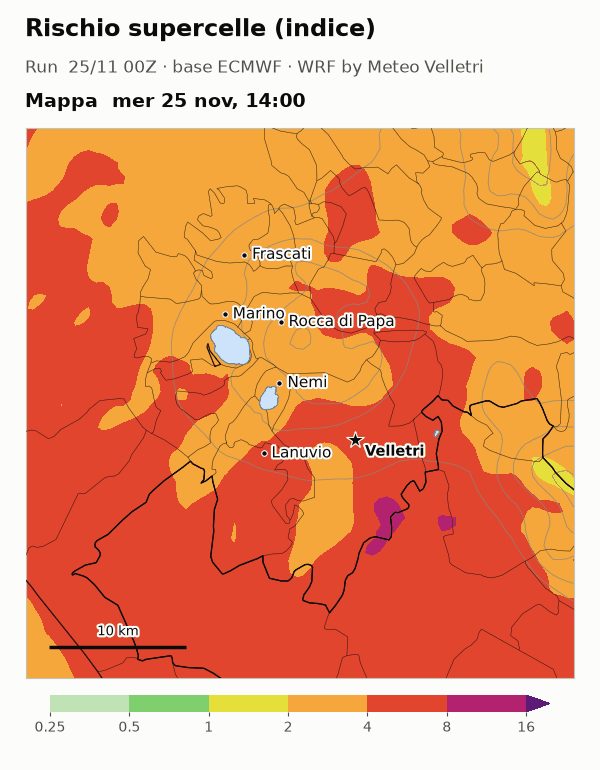 Rischio supercelle (indice)
Run  25/11 00Z · base ECMWF · WRF by Meteo Velletri
Mappa  mer 25 nov, 14:00
Frascati
Marino
Rocca di Papa
Nemi
Velletri
Lanuvio
10 km
0.25 0.5 1 2 4 8 16